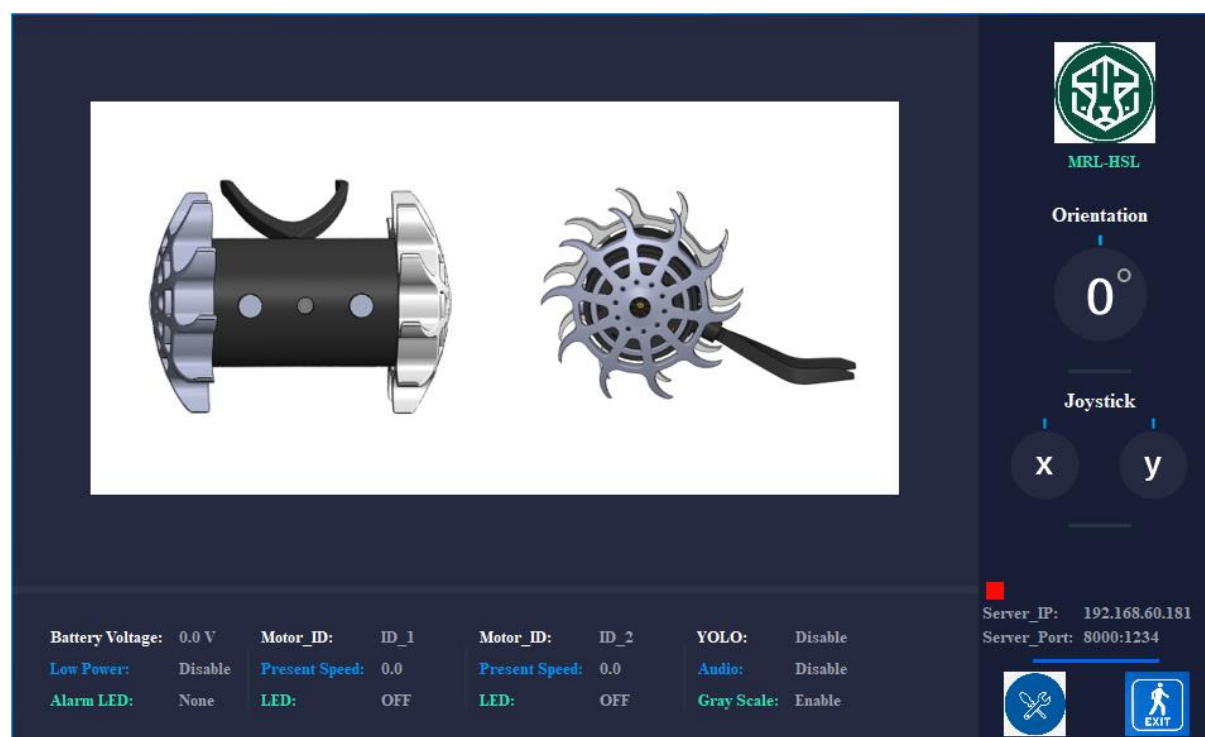 MRL-HSL
Orientation
0°
Joystick
x y
Server_IP: 192.168.60.181
Server_Port: 8000:1234
Battery Voltage: 0.0 V Motor_ID: ID_1 Motor_ID: ID_2 YOLO: Disable
Low Power: Disable Present Speed: 0.0 Present Speed: 0.0 Audio: Disable
Alarm LED: None LED: OFF LED: OFF Gray Scale: Enable
EXIT